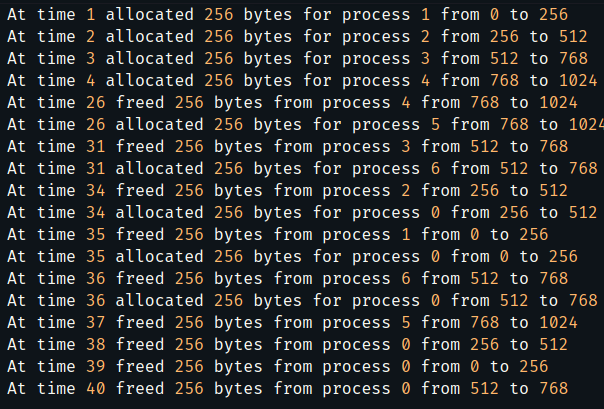 At time 1 allocated 256 bytes for process 1 from 0 to 256
At time 2 allocated 256 bytes for process 2 from 256 to 512
At time 3 allocated 256 bytes for process 3 from 512 to 768
At time 4 allocated 256 bytes for process 4 from 768 to 1024
At time 26 freed 256 bytes from process 4 from 768 to 1024
At time 26 allocated 256 bytes for process 5 from 768 to 1024
At time 31 freed 256 bytes from process 3 from 512 to 768
At time 31 allocated 256 bytes for process 6 from 512 to 768
At time 34 freed 256 bytes from process 2 from 256 to 512
At time 34 allocated 256 bytes for process 0 from 256 to 512
At time 35 freed 256 bytes from process 1 from 0 to 256
At time 35 allocated 256 bytes for process 0 from 0 to 256
At time 36 freed 256 bytes from process 6 from 512 to 768
At time 36 allocated 256 bytes for process 0 from 512 to 768
At time 37 freed 256 bytes from process 5 from 768 to 1024
At time 38 freed 256 bytes from process 0 from 256 to 512
At time 39 freed 256 bytes from process 0 from 0 to 256
At time 40 freed 256 bytes from process 0 from 512 to 768